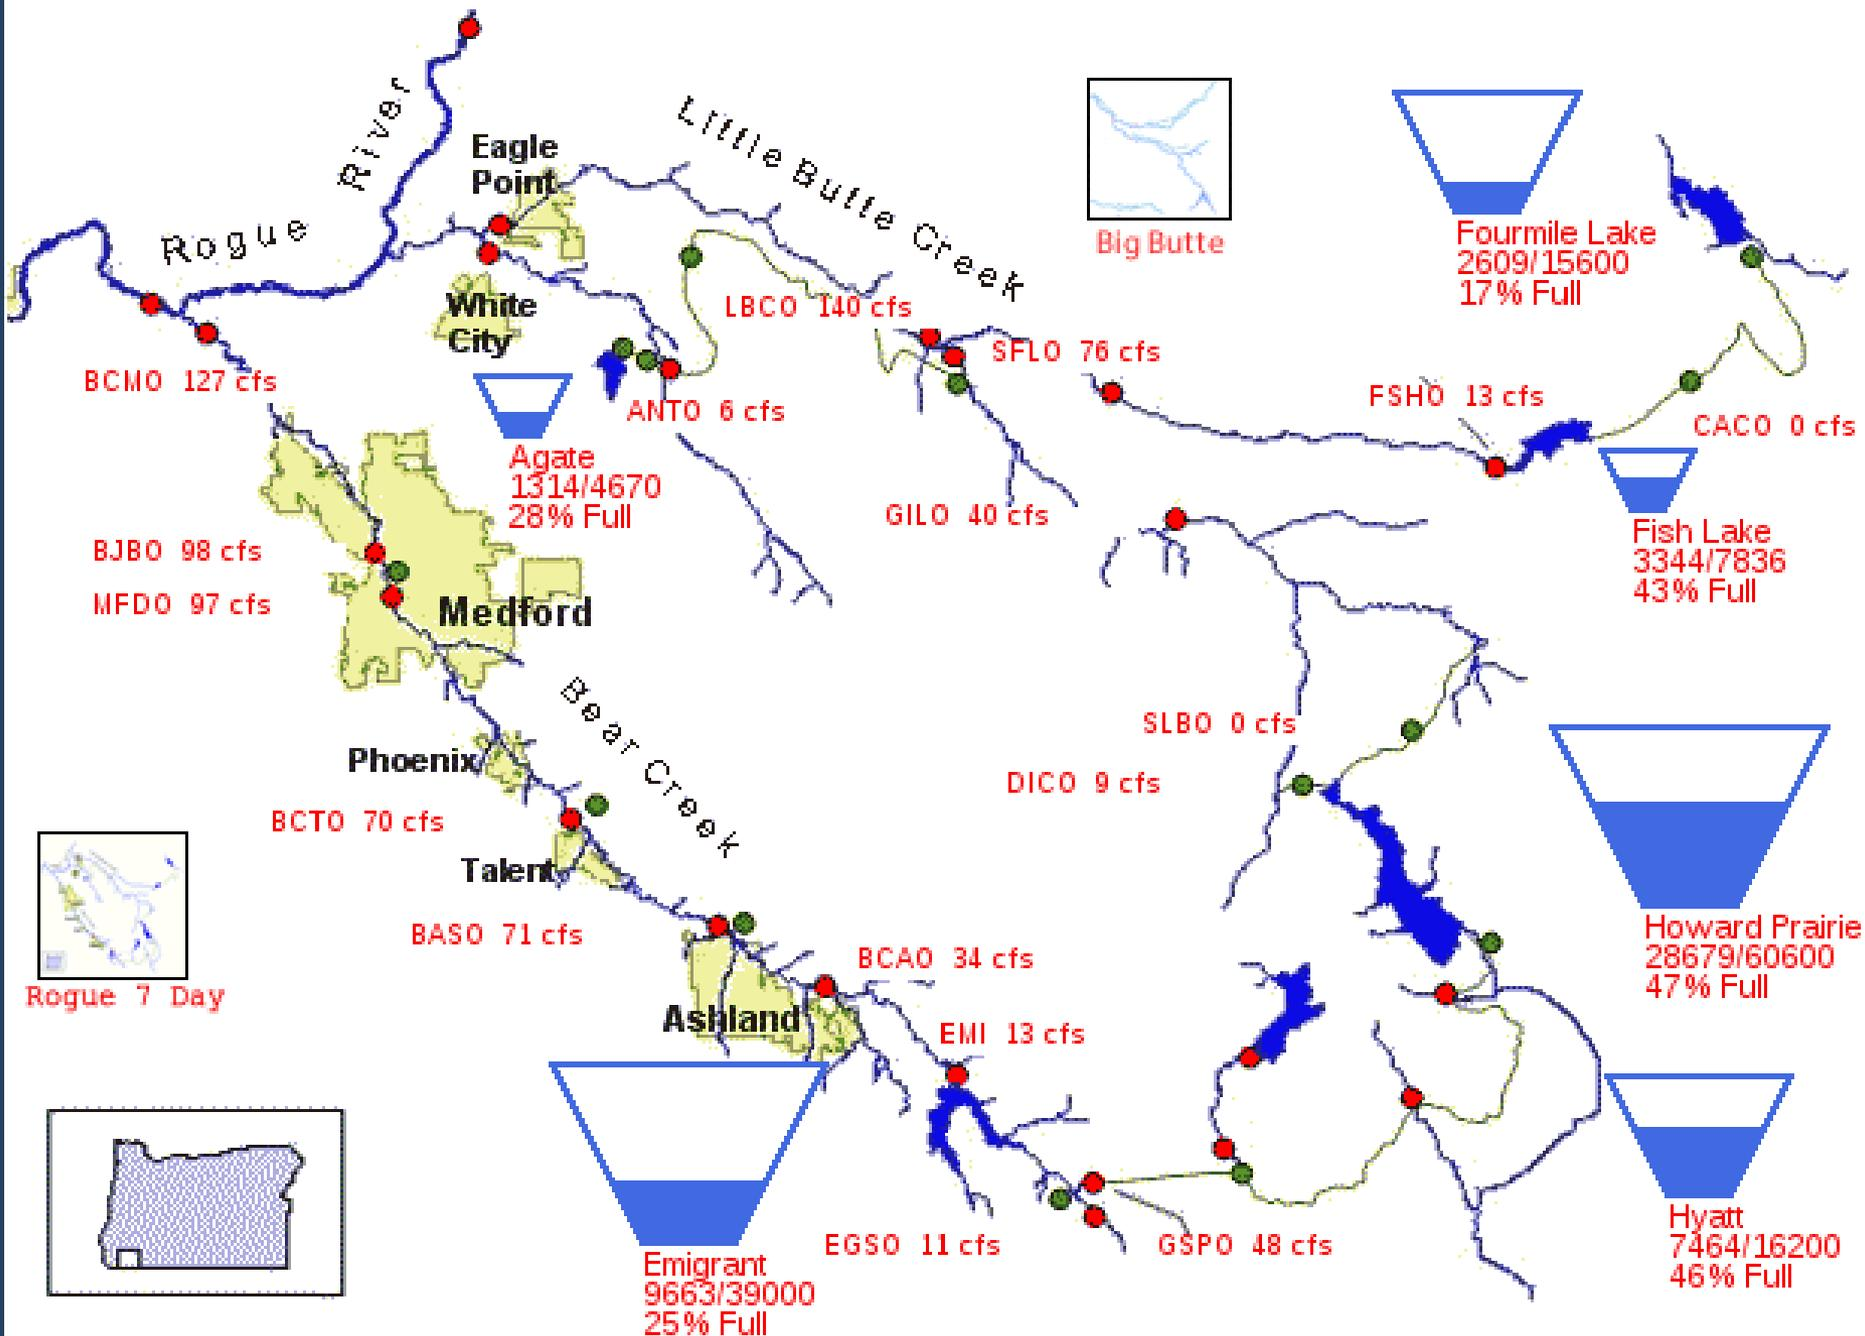 Rogue River
Eagle
Point
Little Butte Creek
Big Butte
Fourmile Lake
2609/15600
17% Full
White
City
LBCO 140 cfs
SFLO 76 cfs
BCMO 127 cfs
ANTO 6 cfs
FSHO 13 cfs
CACO 0 cfs
Agate
1314/4670
28% Full
GILO 40 cfs
Fish Lake
3344/7836
43% Full
BJBO 98 cfs
MFDO 97 cfs
Medford
Bear Creek
SLBO 0 cfs
DICO 9 cfs
Phoenix
BCTO 70 cfs
Talent
Howard Prairie
28679/60600
47% Full
BASO 71 cfs
BCAO 34 cfs
Rogue 7 Day
Ashland
EMI 13 cfs
EGSO 11 cfs
GSPO 48 cfs
Hyatt
7464/16200
46% Full
Emigrant
9663/39000
25% Full